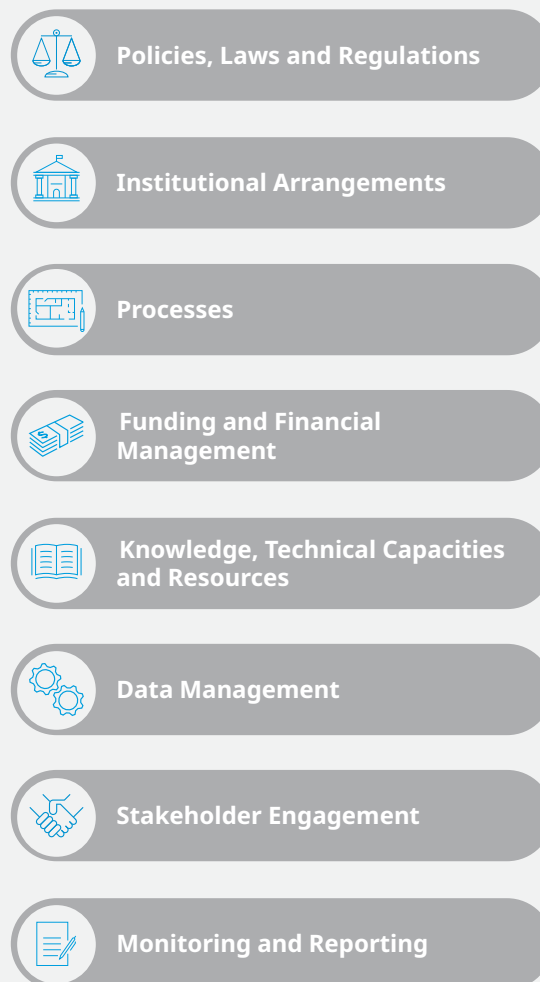 Policies, Laws and Regulations
Institutional Arrangements
Processes
Funding and Financial
Management
Knowledge, Technical Capacities
and Resources
Data Management
Stakeholder Engagement
Monitoring and Reporting